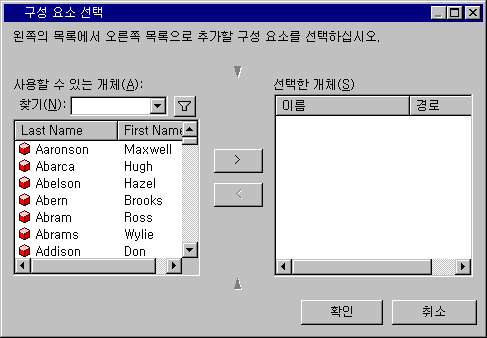 구성 요소 선택
왼쪽의 목록에서 오른쪽 목록으로 추가할 구성 요소를 선택하십시오.
사용할 수 있는 개체(A):
찾기(N):
Last Name First Name
Aaronson Maxwell
Abarca Hugh
Abelson Hazel
Abern Brooks
Abram Ross
Abrams Wylie
Addison Don
>
<
선택한 개체(S)
이름 경로
확인 취소